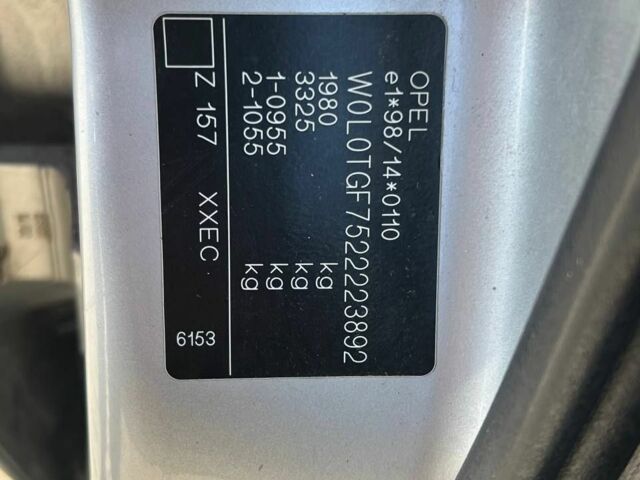 OPEL
e1*98/14*0110
W0L0TGF7522223892
1980 kg
3325 kg
1-0955 kg
2-1055 kg
Z 157 XXEC 6153